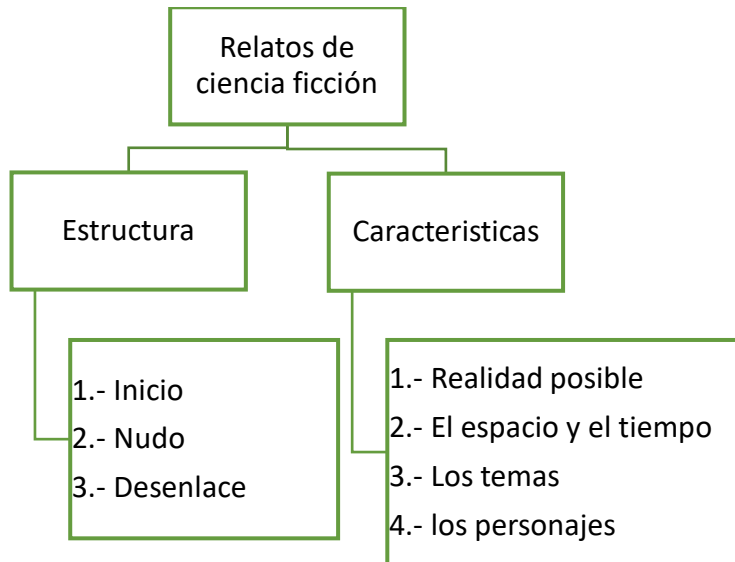 Relatos de
ciencia ficción
Estructura
Caracteristicas
1.- Inicio
2.- Nudo
3.- Desenlace
1.- Realidad posible
2.- El espacio y el tiempo
3.- Los temas
4.- los personajes